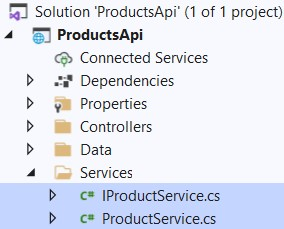 Solution 'ProductsApi' (1 of 1 project)
ProductsApi
Connected Services
Dependencies
Properties
Controllers
Data
Services
C# IProductService.cs
C# ProductService.cs